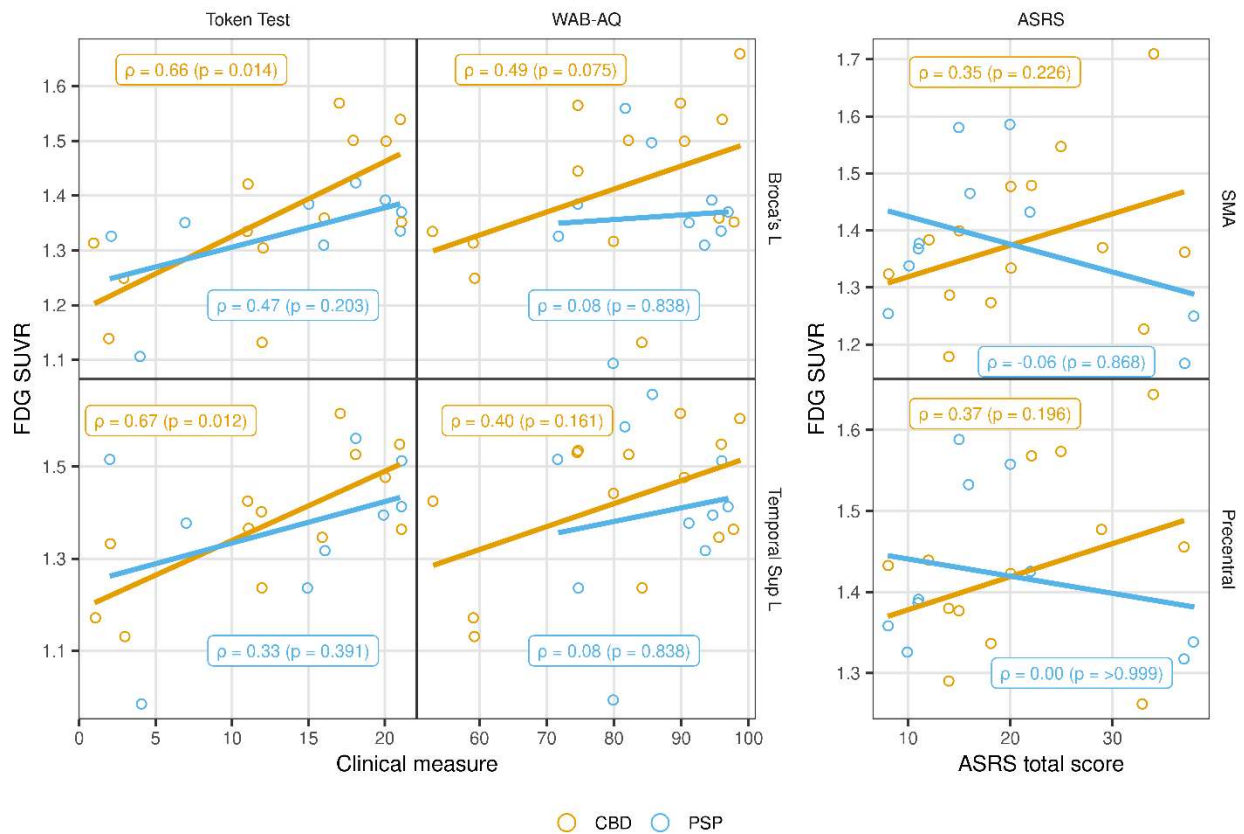 Token Test
WAB-AQ
ASRS
FDG SUVR
1.6
1.5
1.4
1.3
1.2
1.1
ρ = 0.66 (p = 0.014)
ρ = 0.47 (p = 0.203)
ρ = 0.49 (p = 0.075)
ρ = 0.08 (p = 0.838)
Broca's L
FDG SUVR
1.7
1.6
1.5
1.4
1.3
1.2
ρ = 0.35 (p = 0.226)
ρ = -0.06 (p = 0.868)
SMA
1.5
1.3
1.1
ρ = 0.67 (p = 0.012)
ρ = 0.33 (p = 0.391)
ρ = 0.40 (p = 0.161)
ρ = 0.08 (p = 0.838)
Temporal Sup L
1.6
1.5
1.4
1.3
ρ = 0.37 (p = 0.196)
ρ = 0.00 (p = >0.999)
Precentral
0 5 10 15 20
60 70 80 90 100
10 20 30
Clinical measure
ASRS total score
CBD PSP